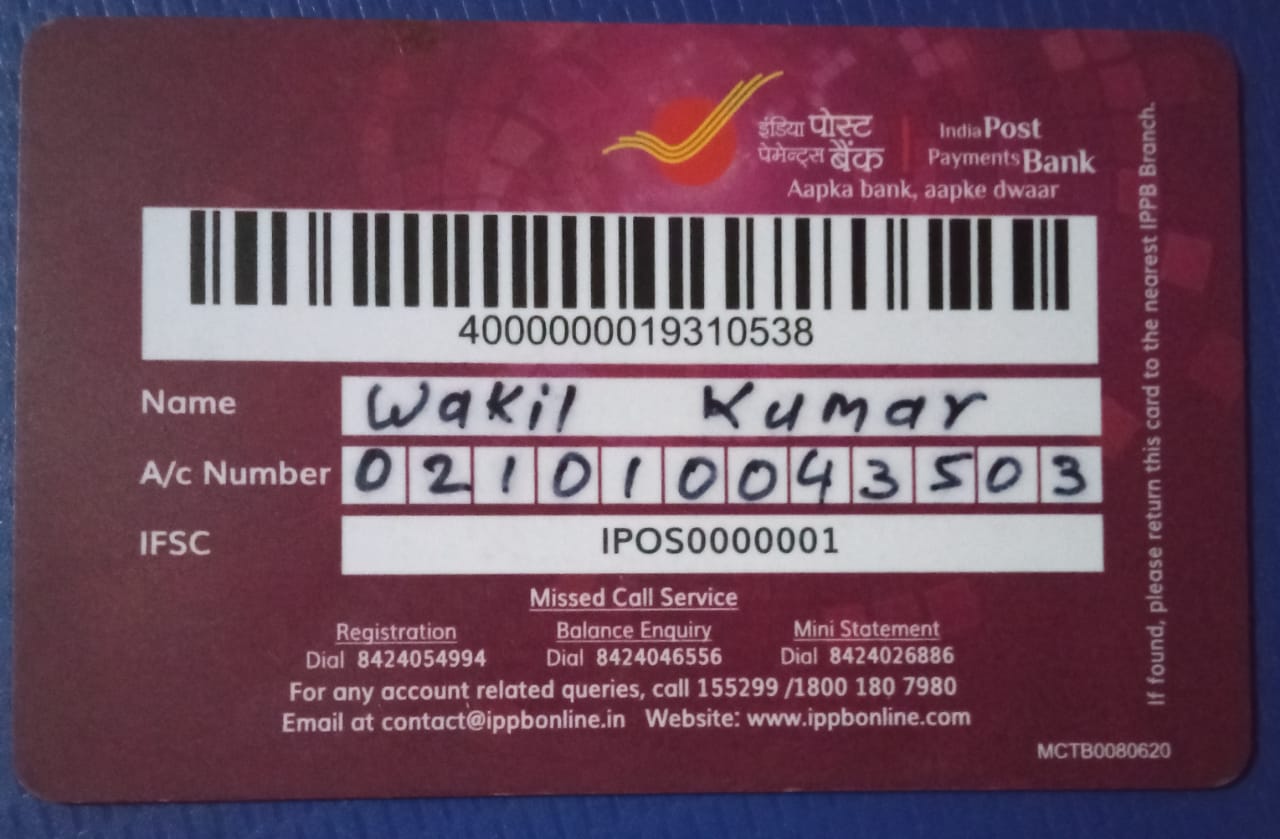 इंडिया पोस्ट
पेमेन्ट्स बैंक
India Post
Payments Bank
Aapka bank, aapke dwaar
4000000019310538
Name Wakil Kumar
A/c Number 021010043503
IFSC IPOS0000001
Missed Call Service
Registration Balance Enquiry Mini Statement
Dial 8424054994 Dial 8424046556 Dial 8424026886
For any account related queries, call 155299 /1800 180 7980
Email at contact@ippbonline.in Website: www.ippbonline.com
MCTB0080620
If found, please return this card to the nearest IPPB Branch.